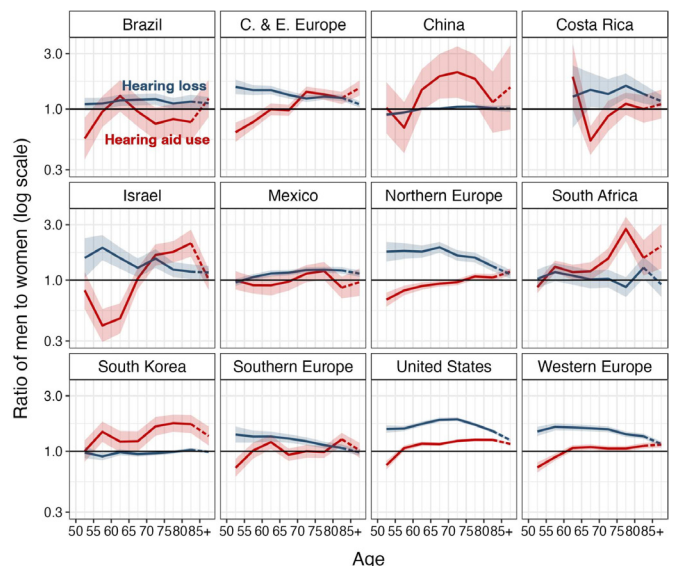 Brazil
C. & E. Europe
China
Costa Rica
3.0
1.0
0.3
Hearing loss
Hearing aid use
Israel
Mexico
Northern Europe
South Africa
3.0
1.0
0.3
South Korea
Southern Europe
United States
Western Europe
3.0
1.0
0.3
50 55 60 65 70 75 80 85+
50 55 60 65 70 75 80 85+
50 55 60 65 70 75 80 85+
50 55 60 65 70 75 80 85+
Ratio of men to women (log scale)
Age